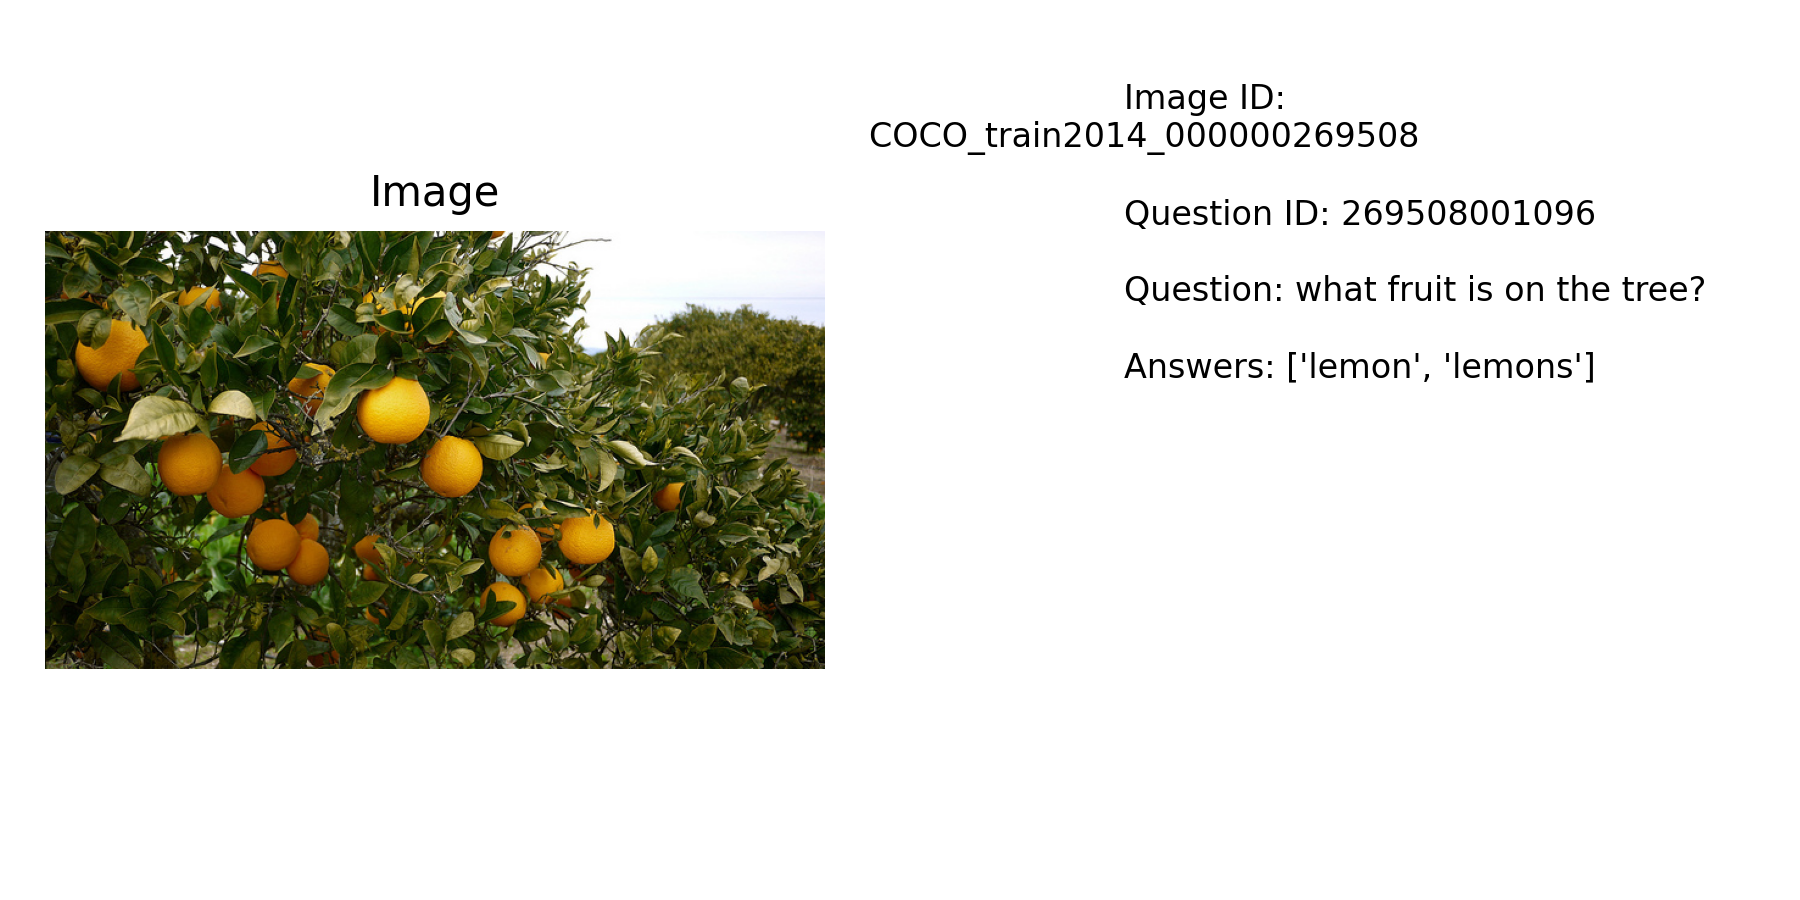 Image
Image ID:
COCO_train2014_000000269508
Question ID: 269508001096
Question: what fruit is on the tree?
Answers: ['lemon', 'lemons']